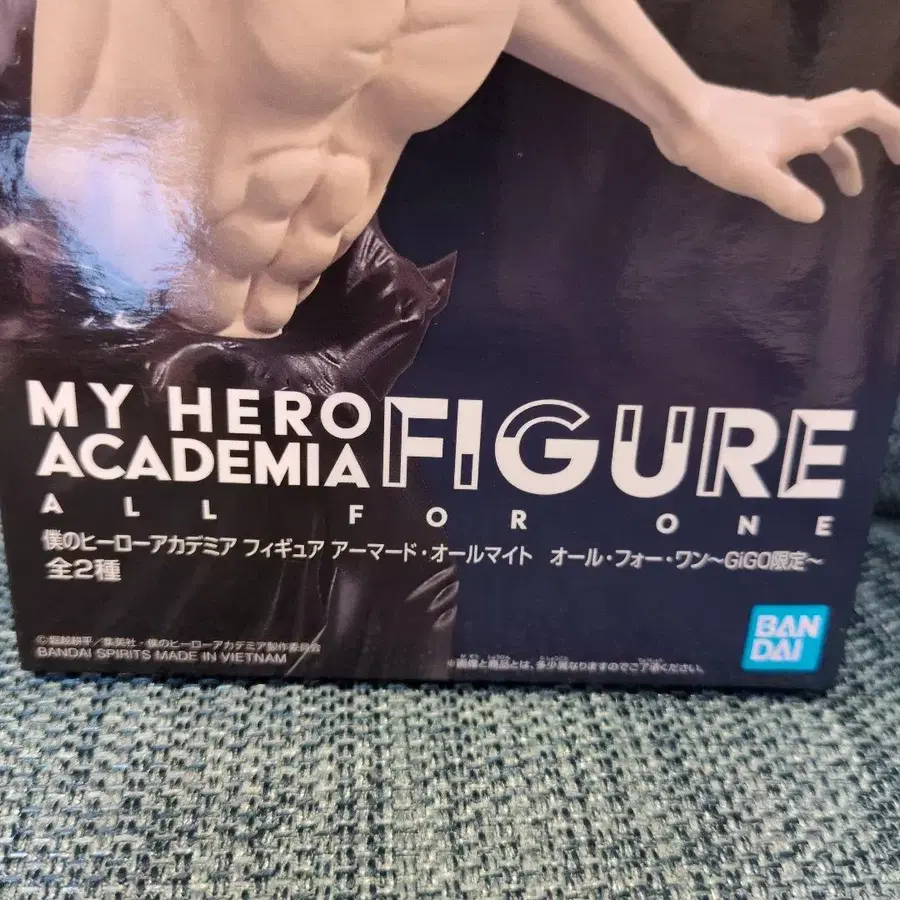 MY HERO
ACADEMIA
FIGURE
ALL FOR ONE
僕のヒーローアカデミア フィギュア アーマード・オールマイト オール・フォー・ワン～GiGO限定～
全2種
©堀越耕平／集英社・僕のヒーローアカデミア製作委員会
BANDAI SPIRITS MADE IN VIETNAM
※画像と商品とは、多少異なりますのでご了承ください。
BAN
DAI